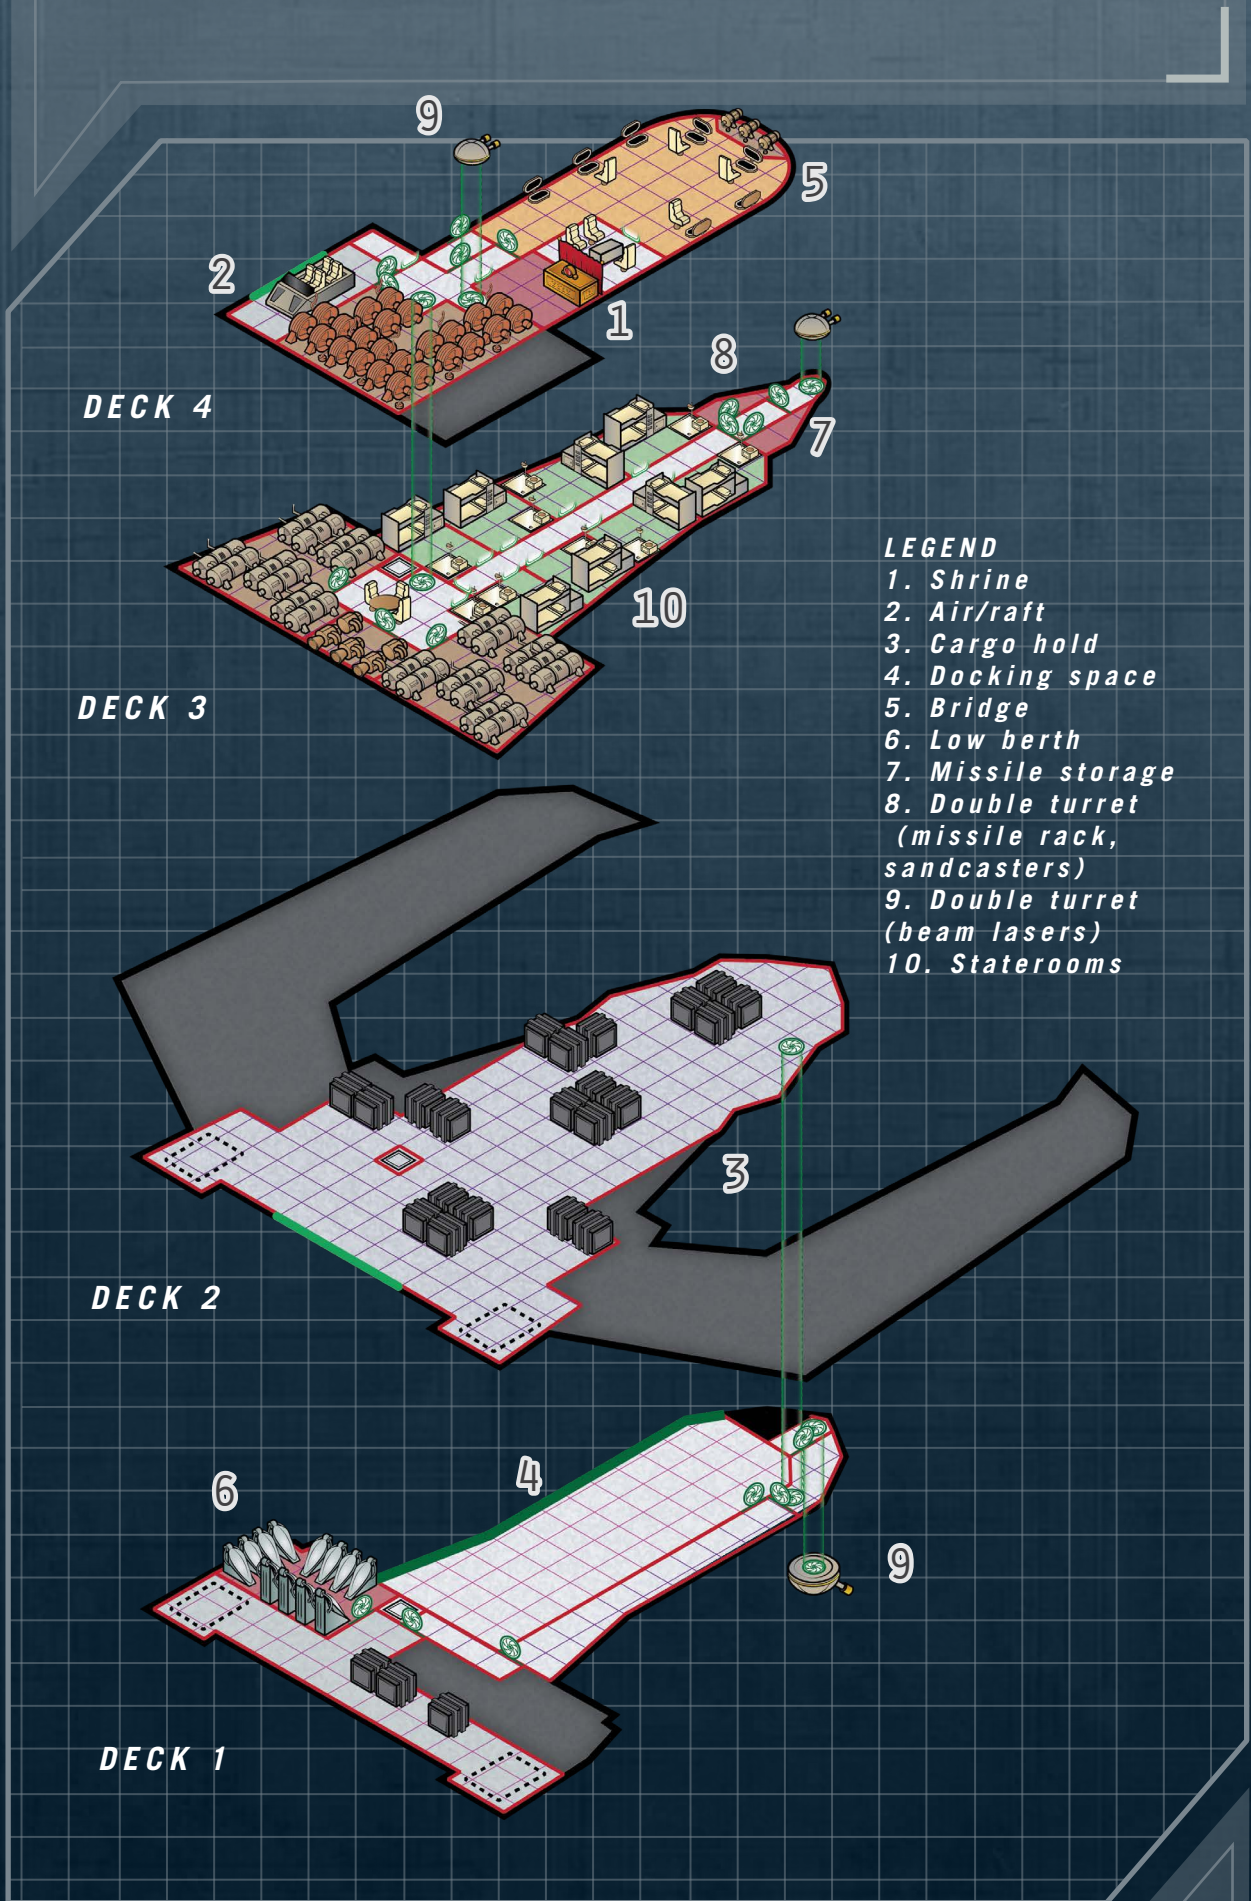 9
5
2
1
DECK 4
8
7
LEGEND
1. Shrine
2. Air/raft
10
3. Cargo hold
4. Docking space
DECK 3
5. Bridge
6. Low berth
7. Missile storage
8. Double turret
(missile rack,
sandcasters)
9. Double turret
(beam lasers)
10. Staterooms
3
DECK 2
4
6
9
DECK 1